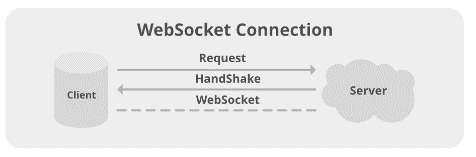 WebSocket Connection
Request
HandShake
Client
WebSocket
Server